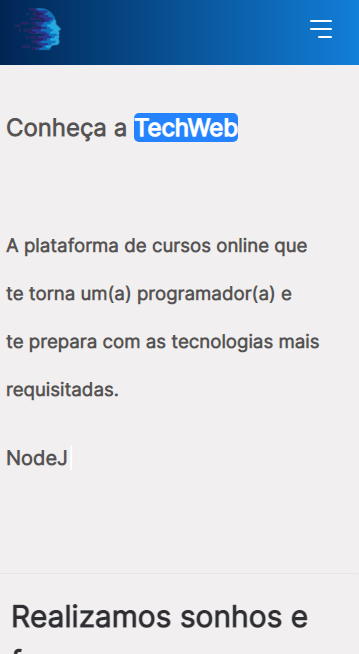 Conheça a TechWeb
A plataforma de cursos online que
te torna um(a) programador(a) e
te prepara com as tecnologias mais
requisitadas.
NodeJ
Realizamos sonhos e